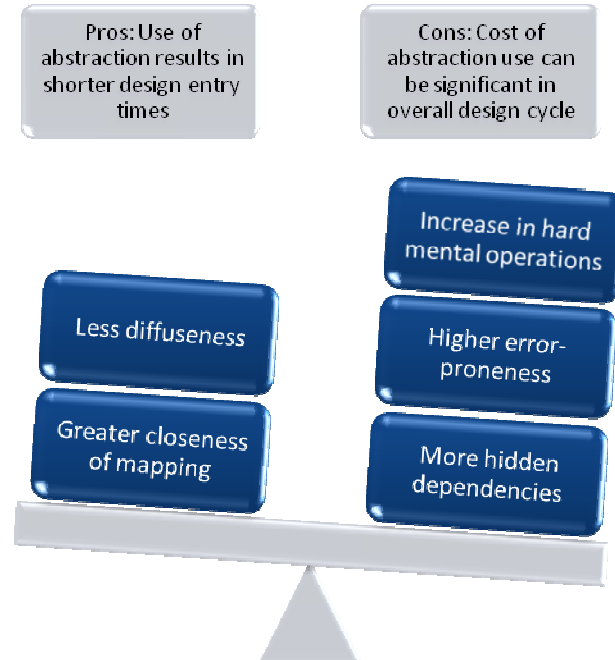 Pros: Use of
abstraction results in
shorter design entry
times
Cons: Cost of
abstraction use can
be significant in
overall design cycle
Less diffuseness
Greater closeness
of mapping
Increase in hard
mental operations
Higher error-
proneness
More hidden
dependencies